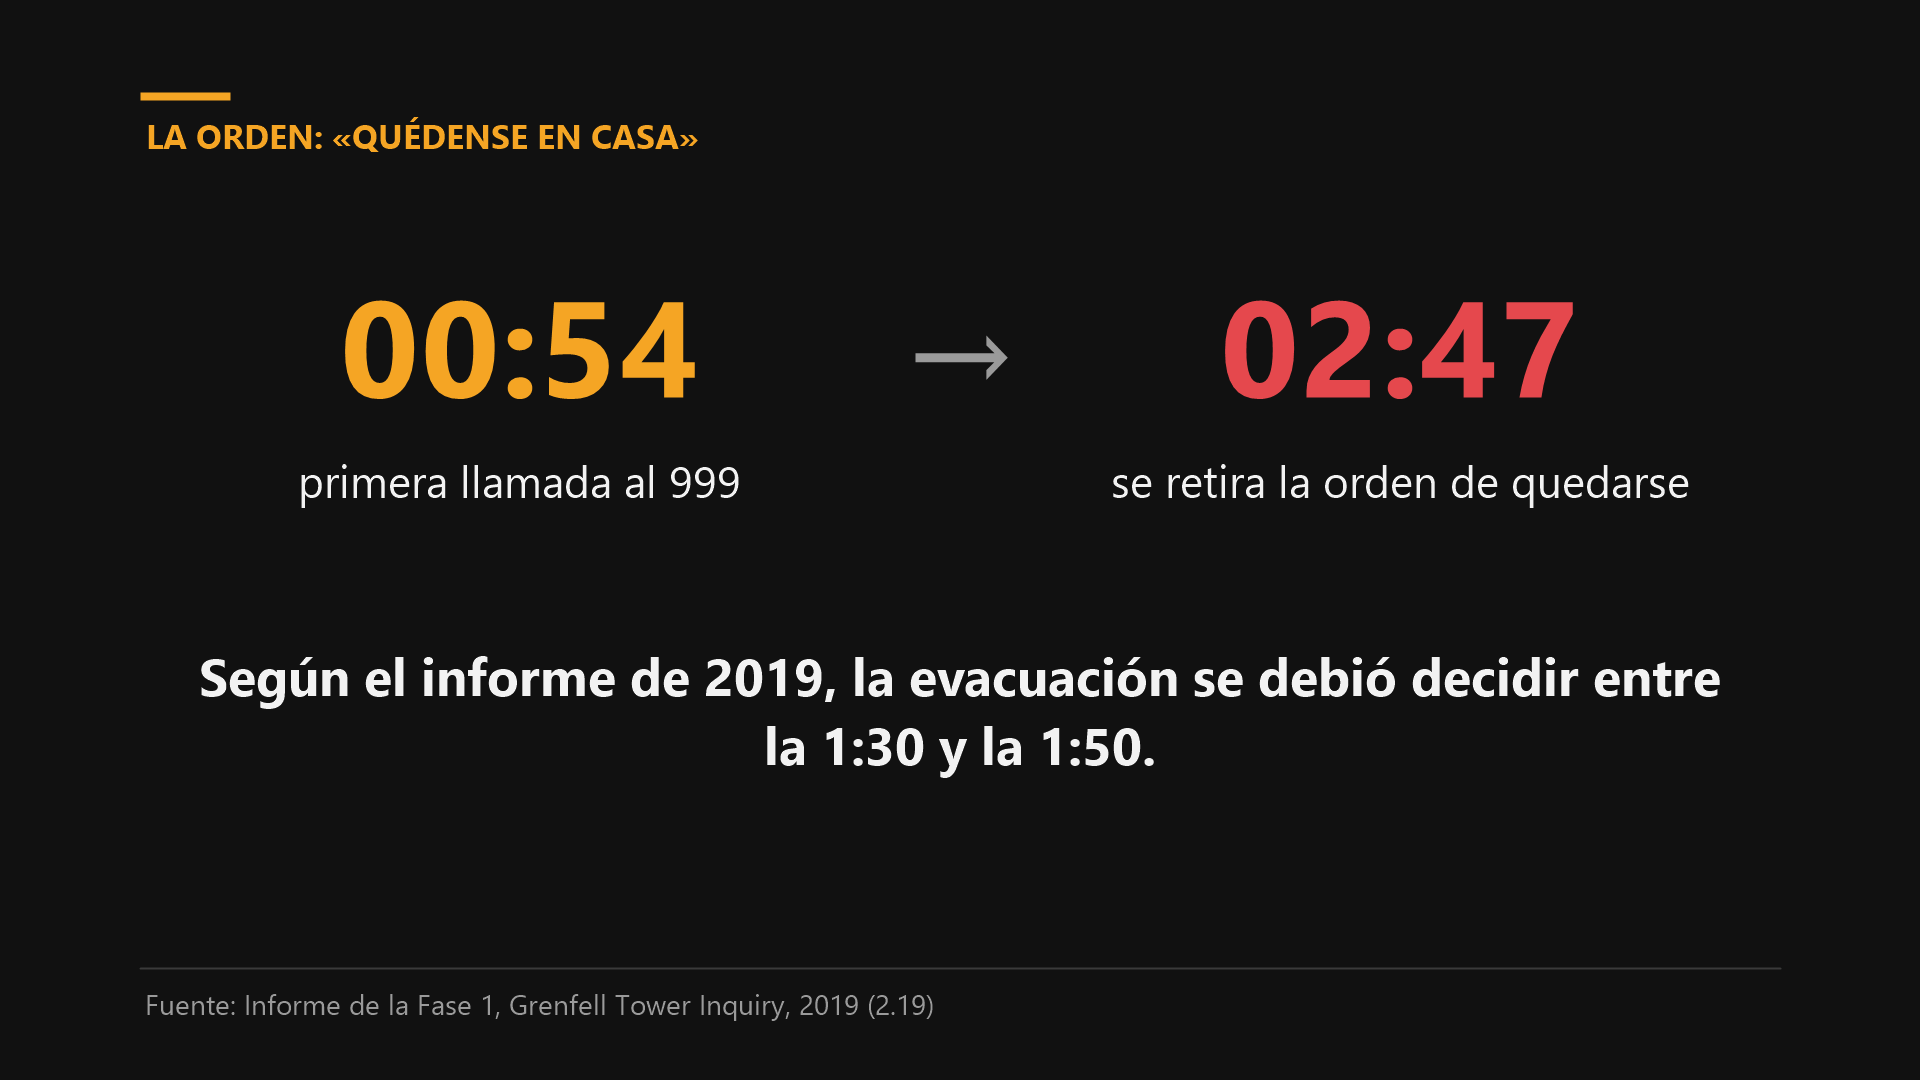 LA ORDEN: «QUÉDENSE EN CASA»
00:54 → 02:47
primera llamada al 999
se retira la orden de quedarse
Según el informe de 2019, la evacuación se debió decidir entre
la 1:30 y la 1:50.
Fuente: Informe de la Fase 1, Grenfell Tower Inquiry, 2019 (2.19)